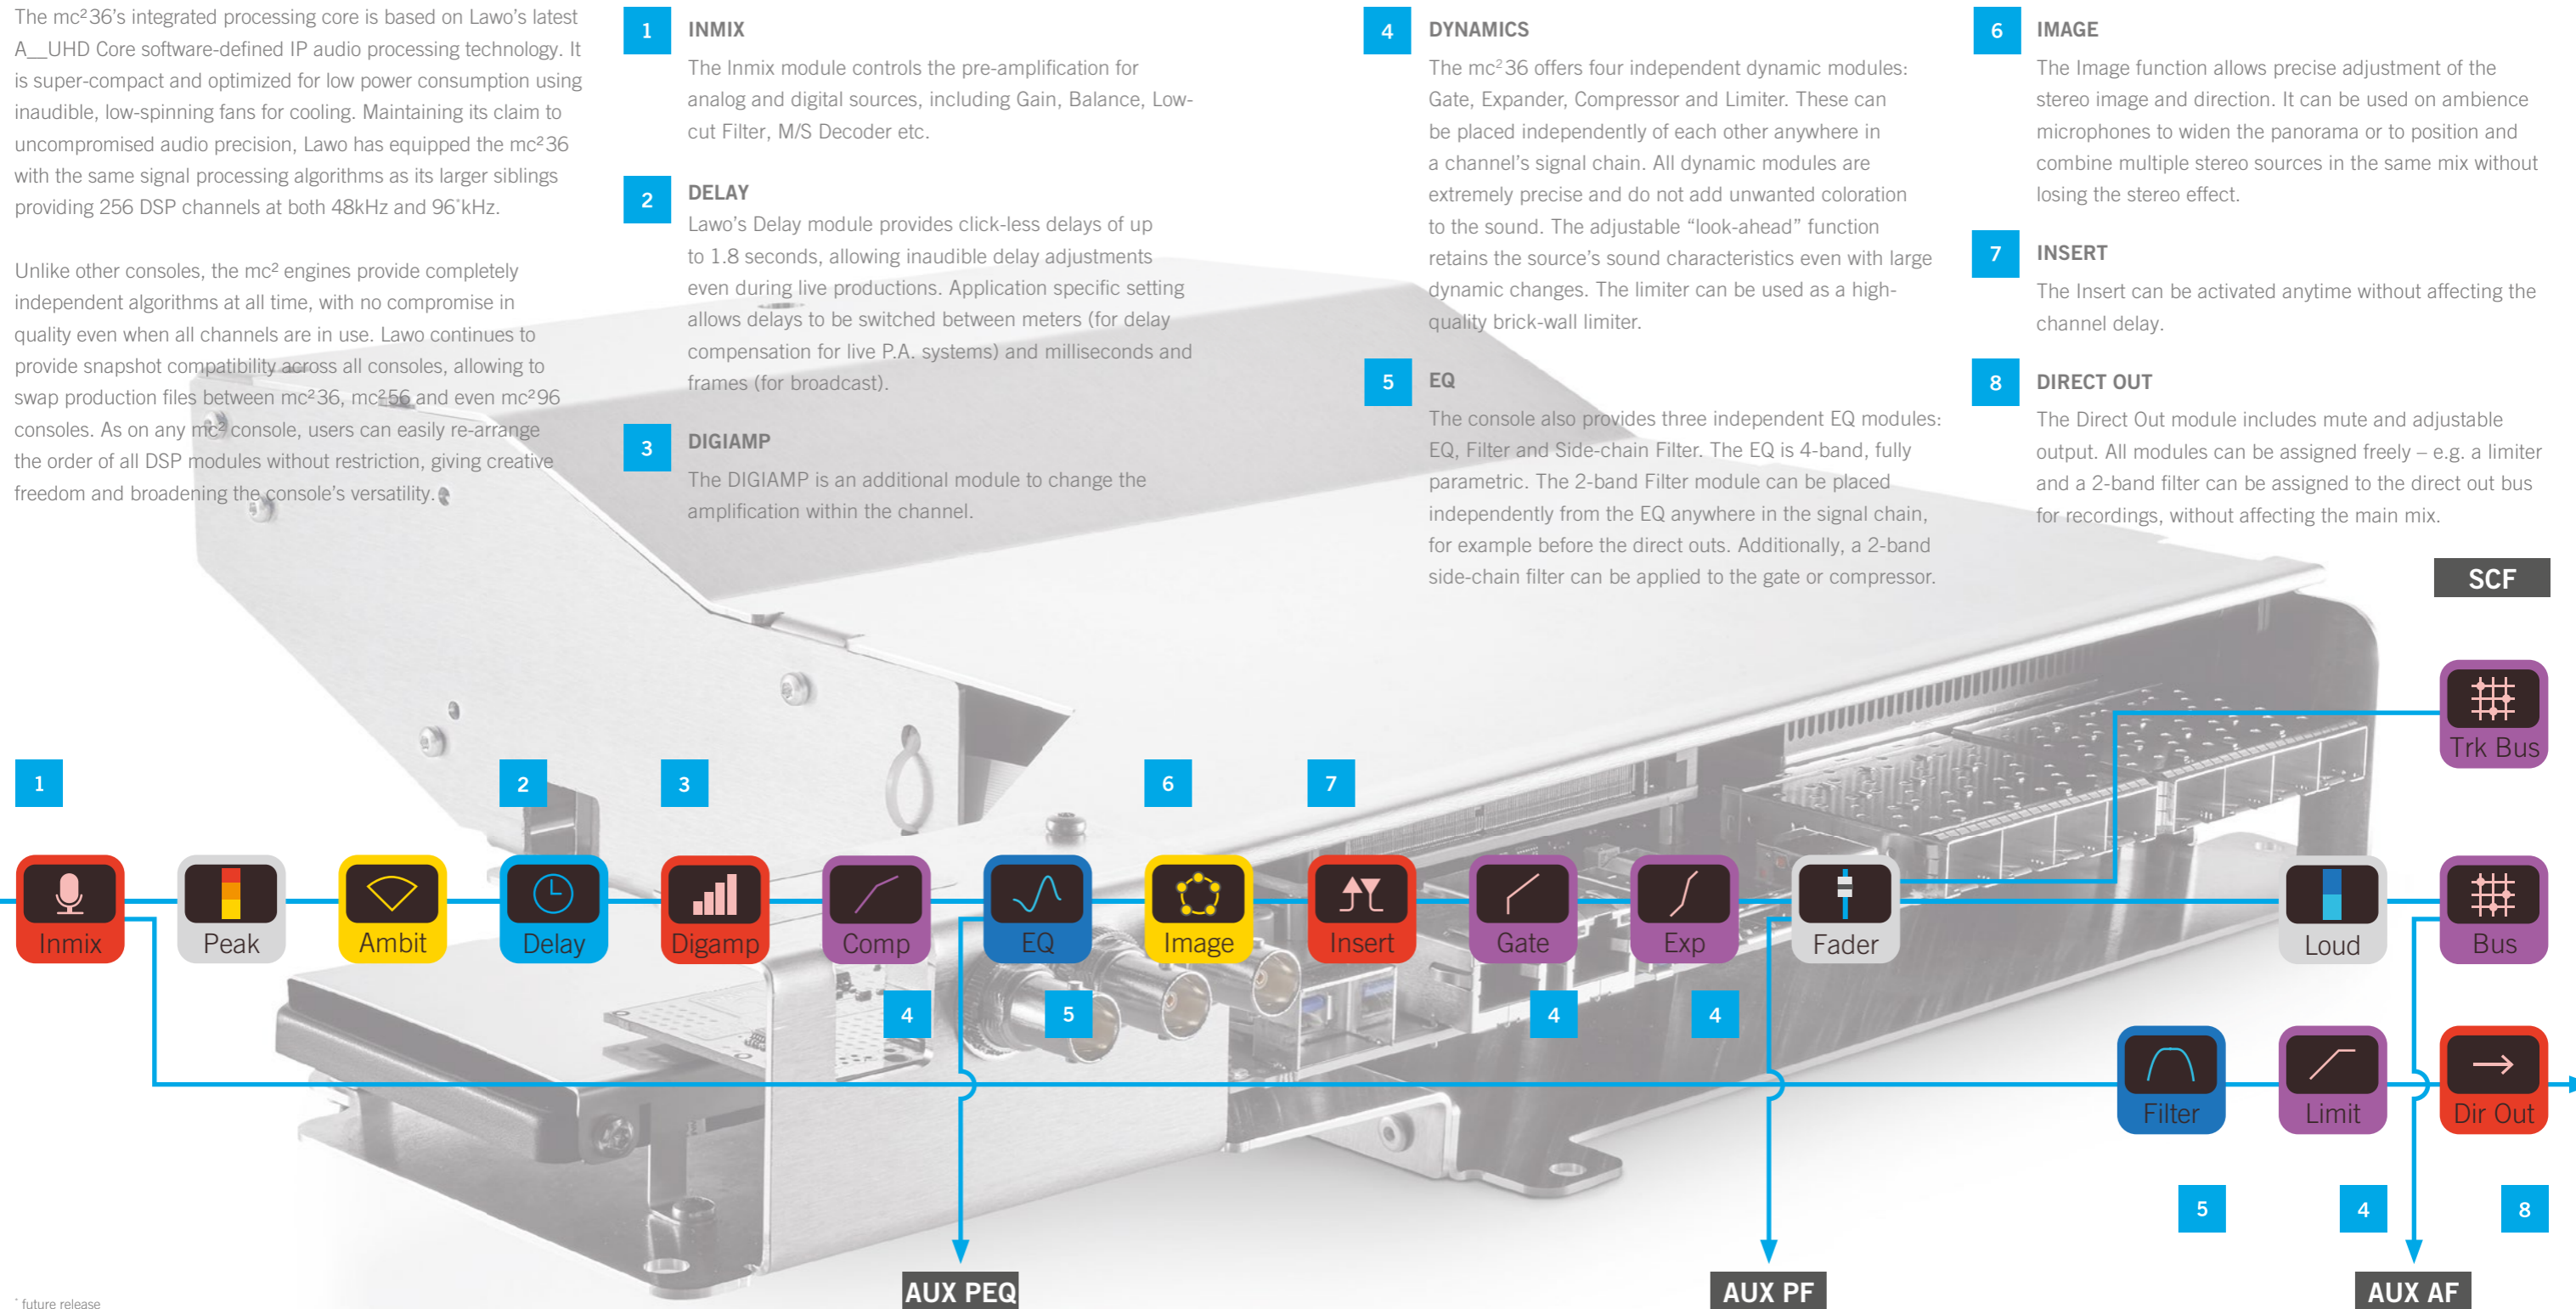 The mc²36's integrated processing core is based on Lawo's latest
A__UHD Core software-defined IP audio processing technology. It
is super-compact and optimized for low power consumption using
inaudible, low-spinning fans for cooling. Maintaining its claim to
uncompromised audio precision, Lawo has equipped the mc²36
with the same signal processing algorithms as its larger siblings
providing 256 DSP channels at both 48kHz and 96*kHz.
Unlike other consoles, the mc² engines provide completely
independent algorithms at all time, with no compromise in
quality even when all channels are in use. Lawo continues to
provide snapshot compatibility across all consoles, allowing to
swap production files between mc²36, mc²56 and even mc²96
consoles. As on any mc² console, users can easily re-arrange
the order of all DSP modules without restriction, giving creative
freedom and broadening the console's versatility.
1 INMIX
The Inmix module controls the pre-amplification for
analog and digital sources, including Gain, Balance, Low-
cut Filter, M/S Decoder etc.
2 DELAY
Lawo's Delay module provides click-less delays of up
to 1.8 seconds, allowing inaudible delay adjustments
even during live productions. Application specific setting
allows delays to be switched between meters (for delay
compensation for live P.A. systems) and milliseconds and
frames (for broadcast).
3 DIGIAMP
The DIGIAMP is an additional module to change the
amplification within the channel.
4 DYNAMICS
The mc²36 offers four independent dynamic modules:
Gate, Expander, Compressor and Limiter. These can
be placed independently of each other anywhere in
a channel's signal chain. All dynamic modules are
extremely precise and do not add unwanted coloration
to the sound. The adjustable “look-ahead” function
retains the source's sound characteristics even with large
dynamic changes. The limiter can be used as a high-
quality brick-wall limiter.
5 EQ
The console also provides three independent EQ modules:
EQ, Filter and Side-chain Filter. The EQ is 4-band, fully
parametric. The 2-band Filter module can be placed
independently from the EQ anywhere in the signal chain,
for example before the direct outs. Additionally, a 2-band
side-chain filter can be applied to the gate or compressor.
6 IMAGE
The Image function allows precise adjustment of the
stereo image and direction. It can be used on ambience
microphones to widen the panorama or to position and
combine multiple stereo sources in the same mix without
losing the stereo effect.
7 INSERT
The Insert can be activated anytime without affecting the
channel delay.
8 DIRECT OUT
The Direct Out module includes mute and adjustable
output. All modules can be assigned freely – e.g. a limiter
and a 2-band filter can be assigned to the direct out bus
for recordings, without affecting the main mix.
SCF
Trk Bus
1 2 3 6 7
Inmix Peak Ambit Delay Digamp Comp EQ Image Insert Gate Exp Fader Loud Bus
4 5 4 4
Filter Limit Dir Out
5 4 8
AUX PEQ AUX PF AUX AF
* future release